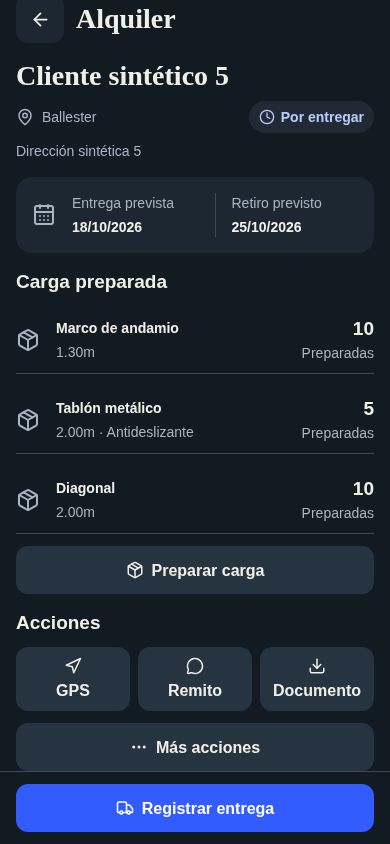 Alquiler
Cliente sintético 5
Ballester
Por entregar
Dirección sintética 5
Entrega prevista
18/10/2026
Retiro previsto
25/10/2026
Carga preparada
Marco de andamio
10
1.30m
Preparadas
Tablón metálico
5
2.00m · Antideslizante
Preparadas
Diagonal
10
2.00m
Preparadas
Preparar carga
Acciones
GPS
Remito
Documento
Más acciones
Registrar entrega